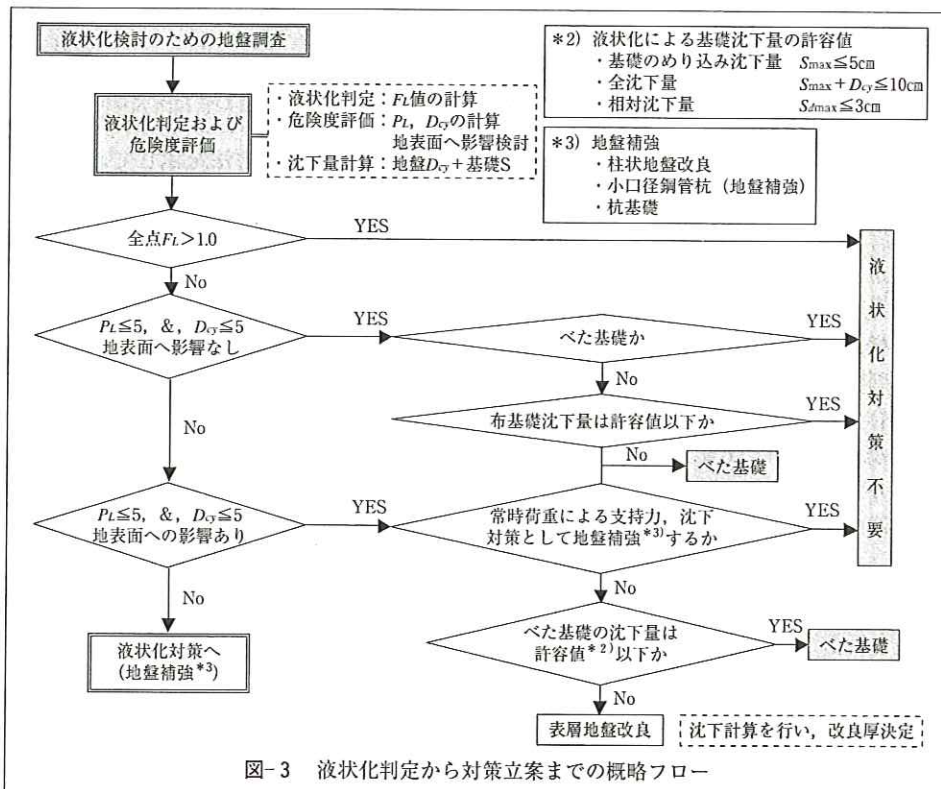 液状化検討のための地盤調査
*2) 液状化による基礎沈下量の許容値
・基礎のめり込み沈下量 Smax≦5㎝
・全沈下量 Smax+Dcy≦10㎝
・相対沈下量 Sdmax≦3㎝
液状化判定および
危険度評価
・液状化判定：FL値の計算
・危険度評価：PL, Dcyの計算
地表面へ影響検討
・沈下量計算：地盤Dcy+基礎S
*3) 地盤補強
・柱状地盤改良
・小口径鋼管杭（地盤補強）
・杭基礎
全点FL＞1.0
YES
No
PL≦5, &, Dcy≦5
地表面へ影響なし
YES
べた基礎か
YES
No
布基礎沈下量は許容値以下か
YES
No
No
べた基礎
PL≦5, &, Dcy≦5
地表面への影響あり
YES
常時荷重による支持力，沈下
対策として地盤補強*3)するか
YES
液状化対策不要
No
No
液状化対策へ
(地盤補強*3)
べた基礎の沈下量は
許容値*2)以下か
YES
べた基礎
No
表層地盤改良
沈下計算を行い，改良厚決定
図-3 液状化判定から対策立案までの概略フロー